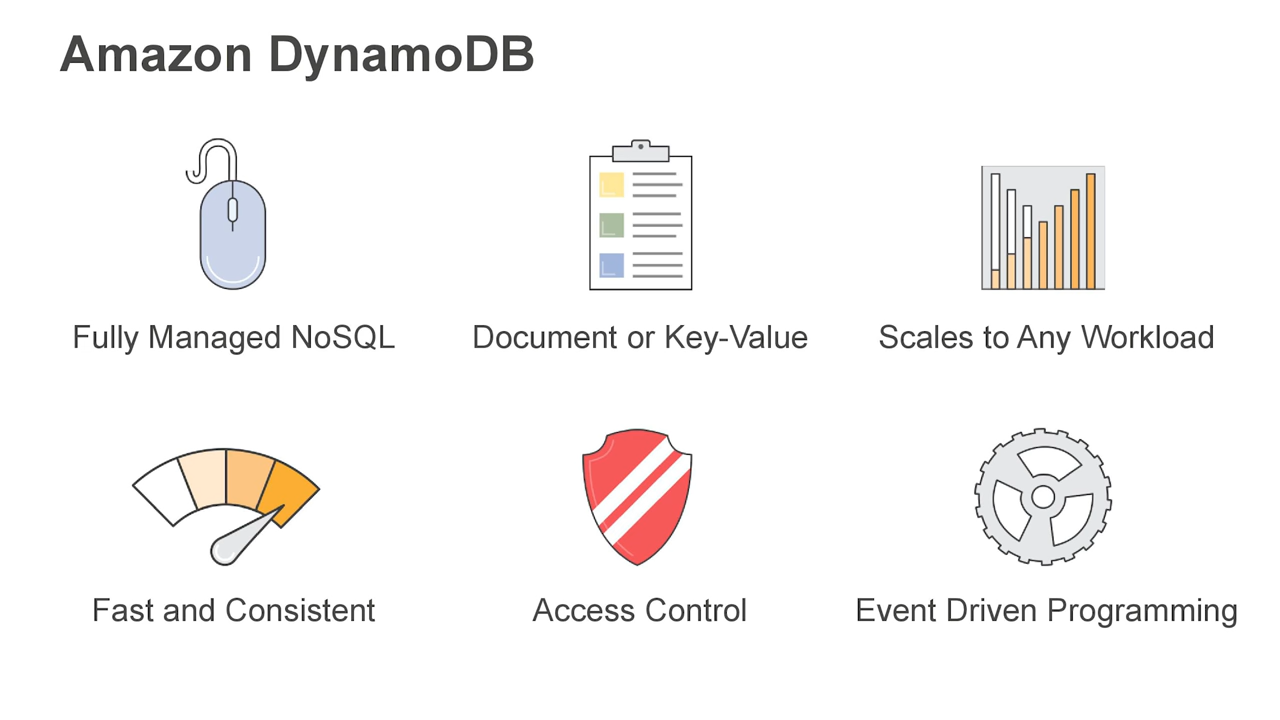 Amazon DynamoDB
Fully Managed NoSQL
Document or Key-Value
Scales to Any Workload
Fast and Consistent
Access Control
Event Driven Programming